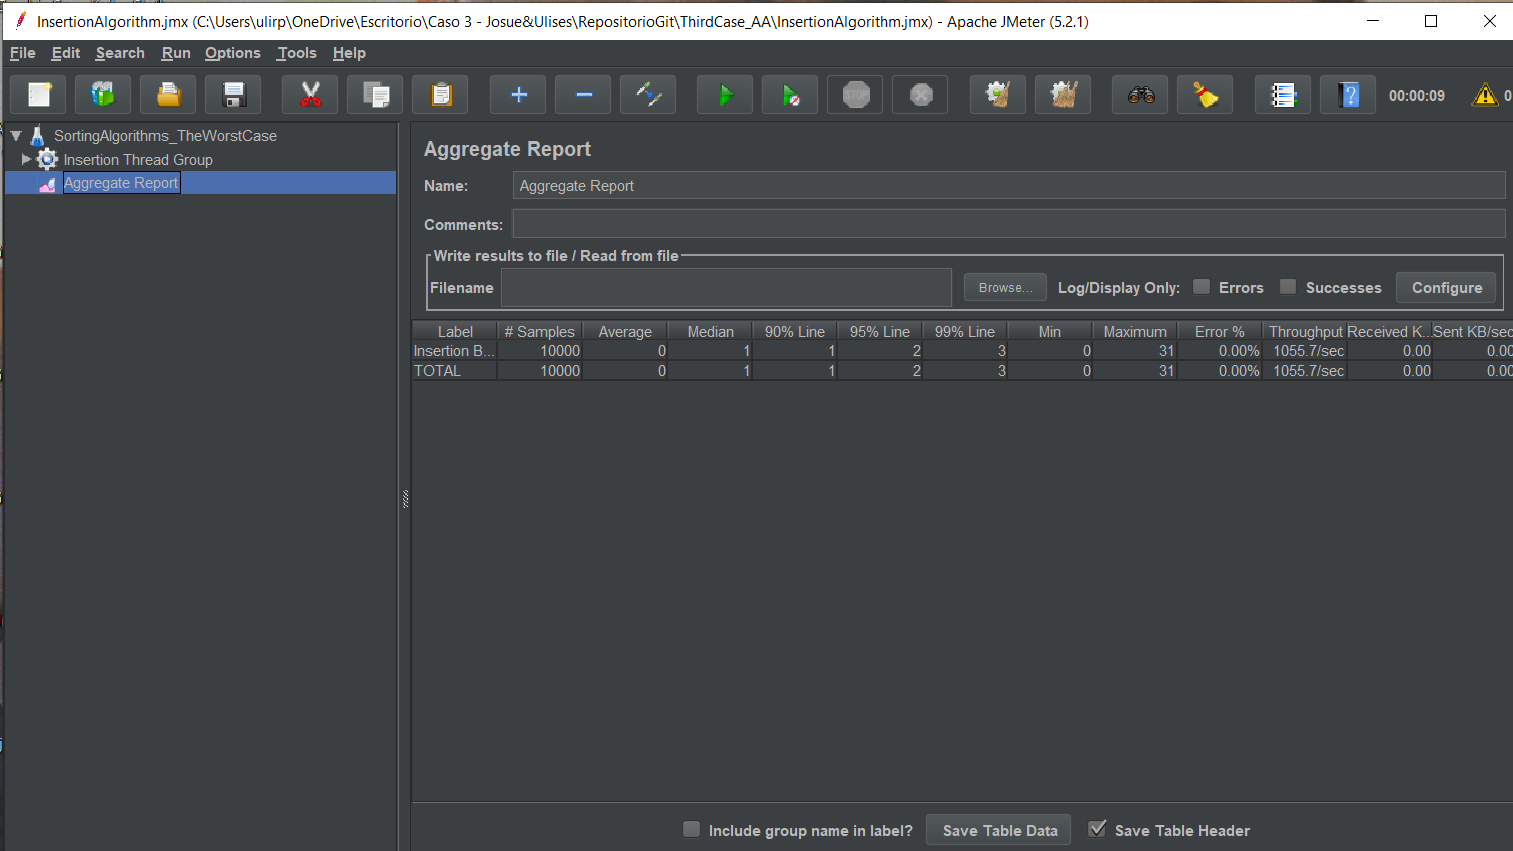 InsertionAlgorithm.jmx (C:\Users\ulirp\OneDrive\Escritorio\Caso 3 - Josue&Ulises\RepositorioGit\ThirdCase_AA\InsertionAlgorithm.jmx) - Apache JMeter (5.2.1)
File Edit Search Run Options Tools Help
STOP 00:00:09 0
SortingAlgorithms_TheWorstCase
Insertion Thread Group
Aggregate Report
Aggregate Report
Name: Aggregate Report
Comments:
Write results to file / Read from file
Filename Browse... Log/Display Only: Errors Successes Configure
Label # Samples Average Median 90% Line 95% Line 99% Line Min Maximum Error % Throughput Received K... Sent KB/sec
Insertion B... 10000 0 1 1 2 3 0 31 0.00% 1055.7/sec 0.00 0.00
TOTAL 10000 0 1 1 2 3 0 31 0.00% 1055.7/sec 0.00 0.00
Include group name in label? Save Table Data Save Table Header